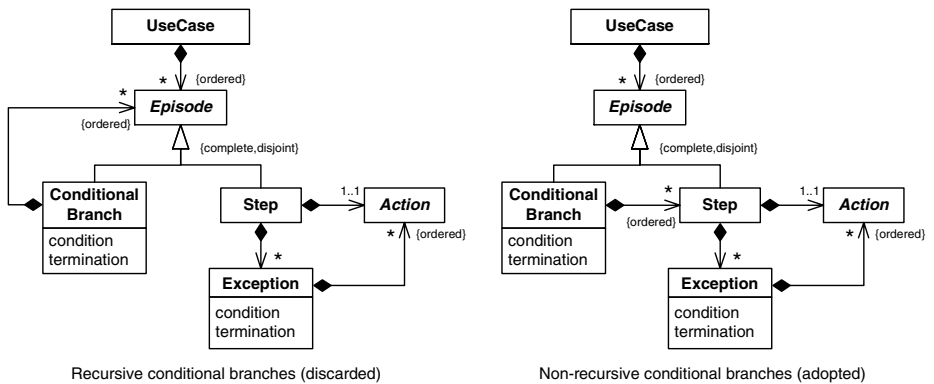 UseCase
*
{ordered}
*
Episode
{ordered}
{complete,disjoint}
Conditional
Branch
condition
termination
Step
1..1
Action
*
{ordered}
*
Exception
condition
termination
Recursive conditional branches (discarded)
UseCase
*
{ordered}
Episode
{complete,disjoint}
Conditional
Branch
condition
termination
*
{ordered}
Step
1..1
Action
*
{ordered}
*
Exception
condition
termination
Non-recursive conditional branches (adopted)